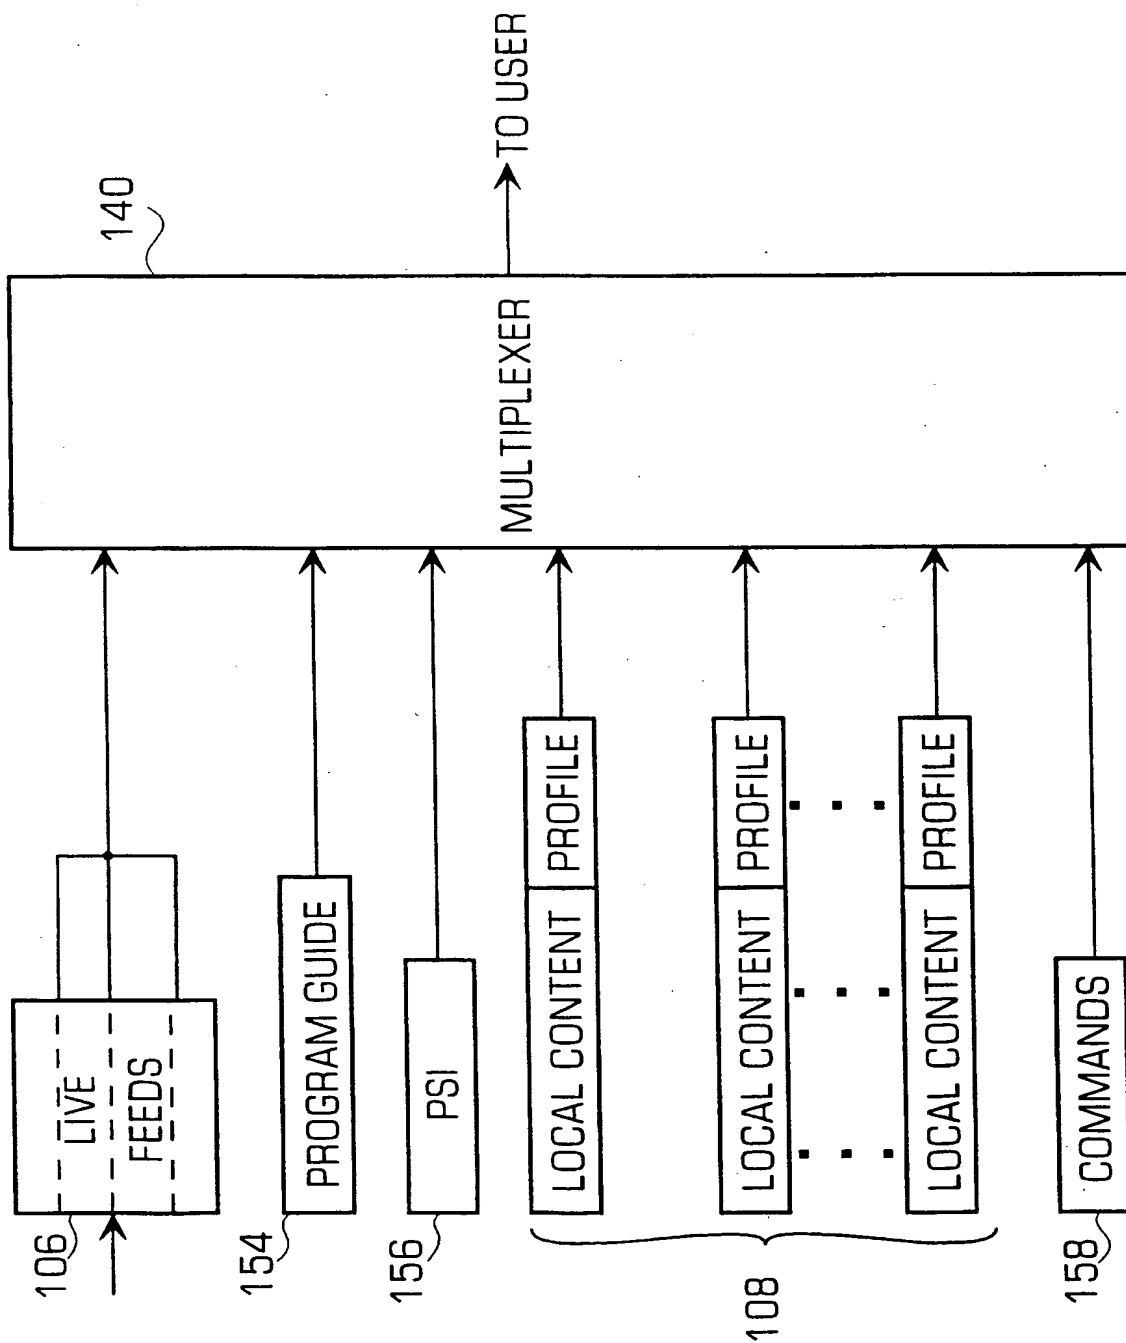 106
LIVE
FEEDS
154
PROGRAM GUIDE
156
PSI
108
LOCAL CONTENT PROFILE
LOCAL CONTENT PROFILE
LOCAL CONTENT PROFILE
158
COMMANDS
140
MULTIPLEXER
TO USER